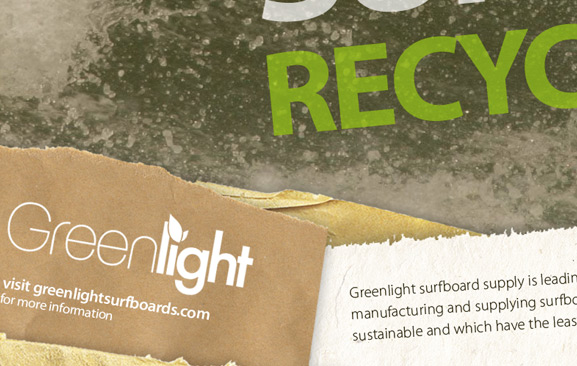 RECYC
Greenlight
visit greenlightsurfboards.com
for more information
Greenlight surfboard supply is leadin
manufacturing and supplying surfbo
sustainable and which have the leas